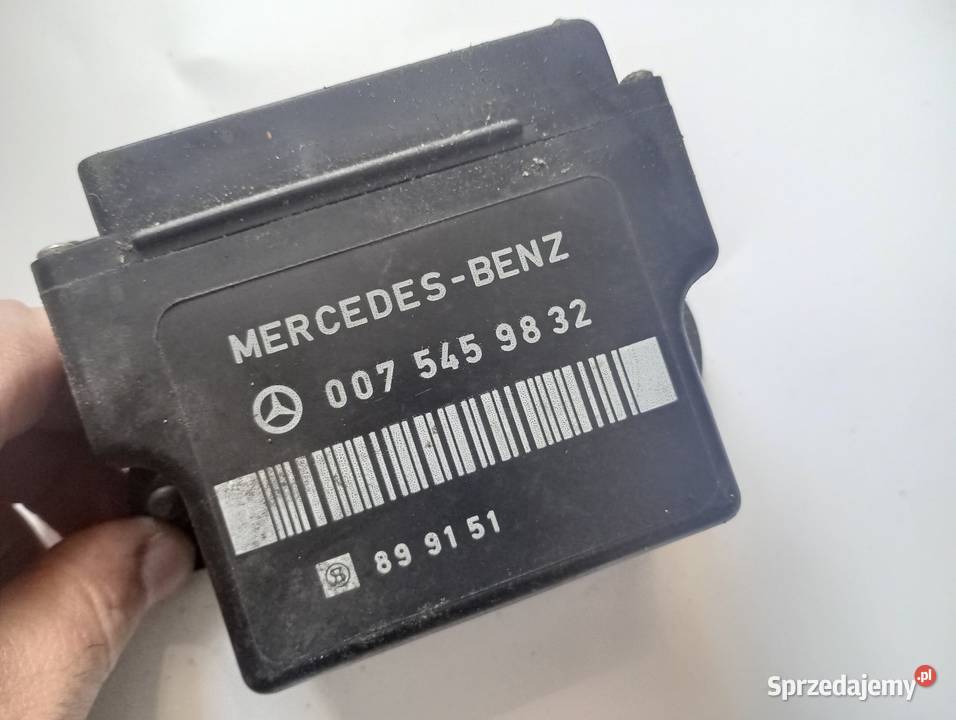 MERCEDES-BENZ
007 545 98 32
89 91 51
Sprzedajemy.pl